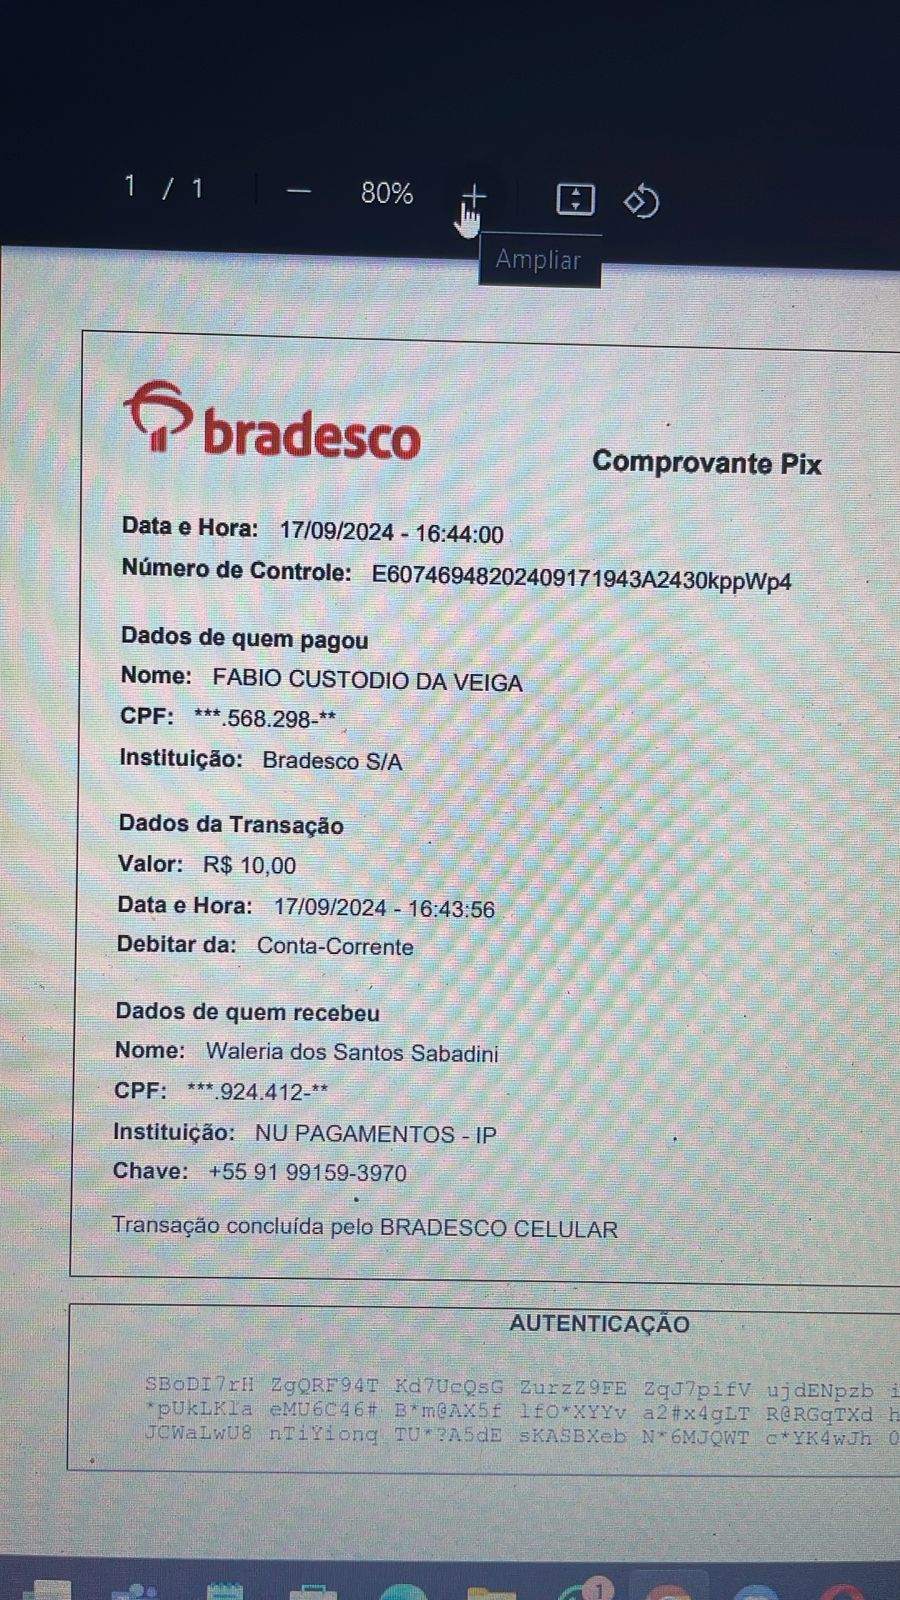 1 / 1
80%
Ampliar
bradesco
Comprovante Pix
Data e Hora: 17/09/2024 - 16:44:00
Número de Controle: E60746948202409171943A2430kppWp4
Dados de quem pagou
Nome: FABIO CUSTODIO DA VEIGA
CPF: ***.568.298-**
Instituição: Bradesco S/A
Dados da Transação
Valor: R$ 10,00
Data e Hora: 17/09/2024 - 16:43:56
Debitar da: Conta-Corrente
Dados de quem recebeu
Nome: Waleria dos Santos Sabadini
CPF: ***.924.412-**
Instituição: NU PAGAMENTOS - IP
Chave: +55 91 99159-3970
Transação concluída pelo BRADESCO CELULAR
AUTENTICAÇÃO
SBoDI7rH ZgQRF94T Kd7UcQsG ZurzZ9FE ZqJ7pifV ujdENpzb i
*pUkLKla eMU6C46# B*m@AX5f lfO*XYYv a2#x4gLT R@RGqTXd h
JCWaLwU8 nTiYionq TU*?A5dE sKASBXeb N*6MJQWT c*YK4wJh
1